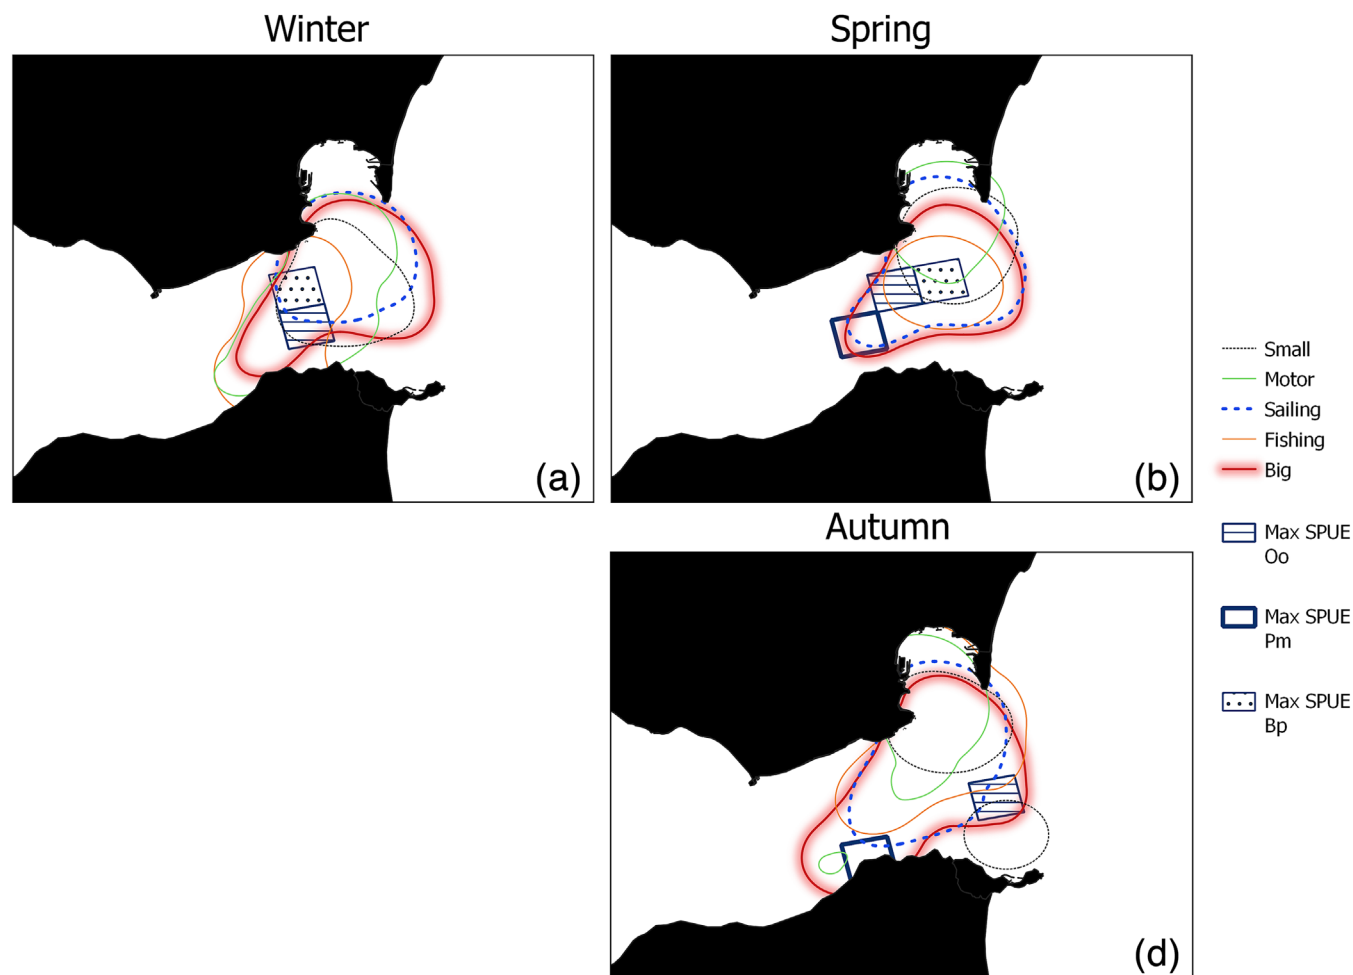 Winter
Spring
(a)
(b)
Small
Motor
Sailing
Fishing
Big
Autumn
Max SPUE
Oo
Max SPUE
Pm
Max SPUE
Bp
(d)